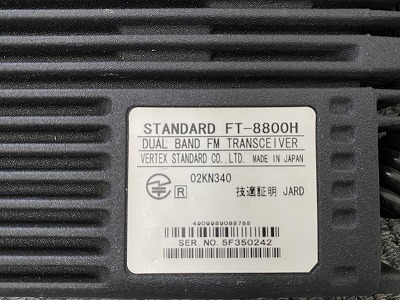 STANDARD FT-8800H
DUAL BAND FM TRANSCEIVER
VERTEX STANDARD CO., LTD. MADE IN JAPAN
R 02KN340
技適証明 JARD
4909959088755
SER. NO. 5F350242